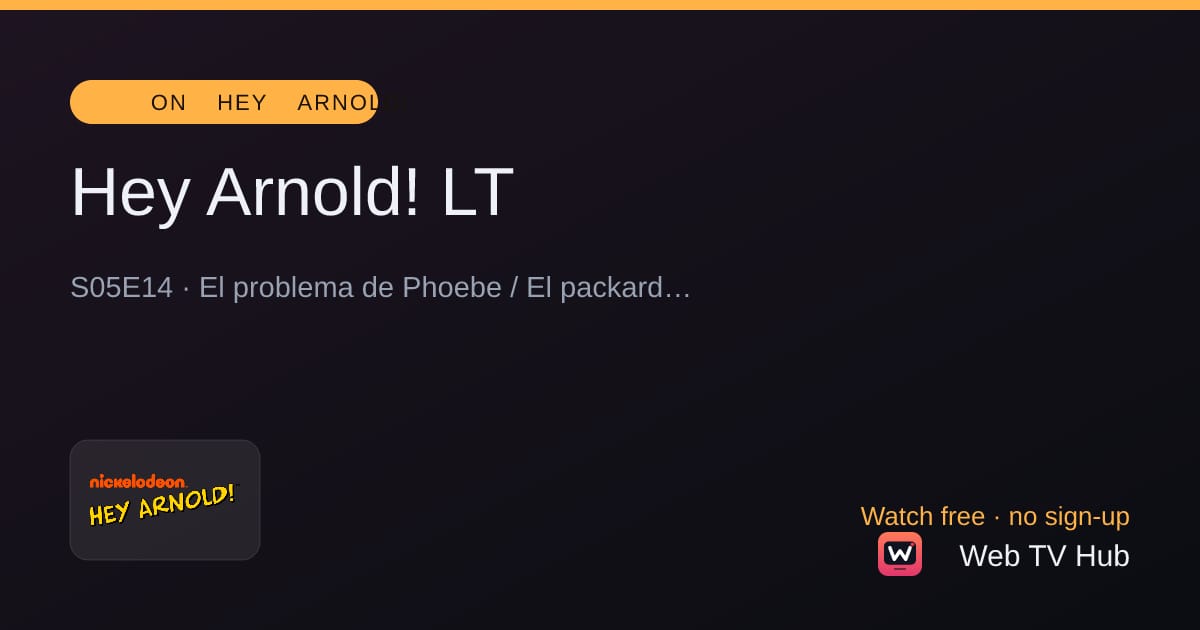 ON HEY ARNOL
Hey Arnold! LT
S05E14 · El problema de Phoebe / El packard…
nickelodeon
HEY ARNOLD!
Watch free · no sign-up
W
Web TV Hub